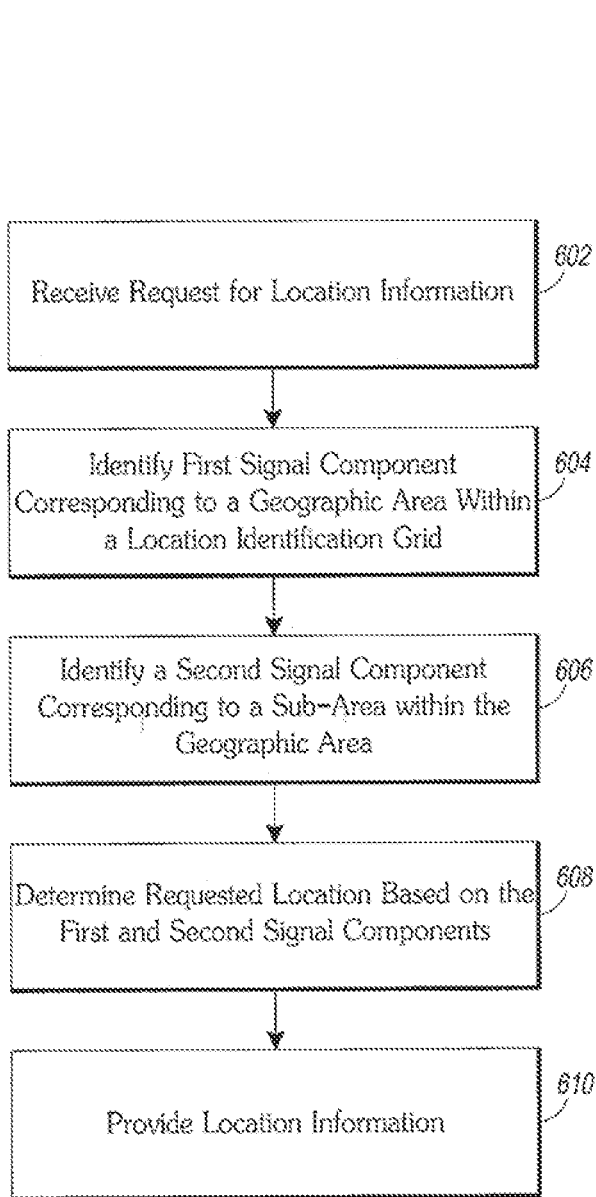 602
Receive Request for Location Information
604
Identify First Signal Component
Corresponding to a Geographic Area Within
a Location Identification Grid
606
Identify a Second Signal Component
Corresponding to a Sub-Area within the
Geographic Area
608
Determine Requested Location Based on the
First and Second Signal Components
610
Provide Location Information